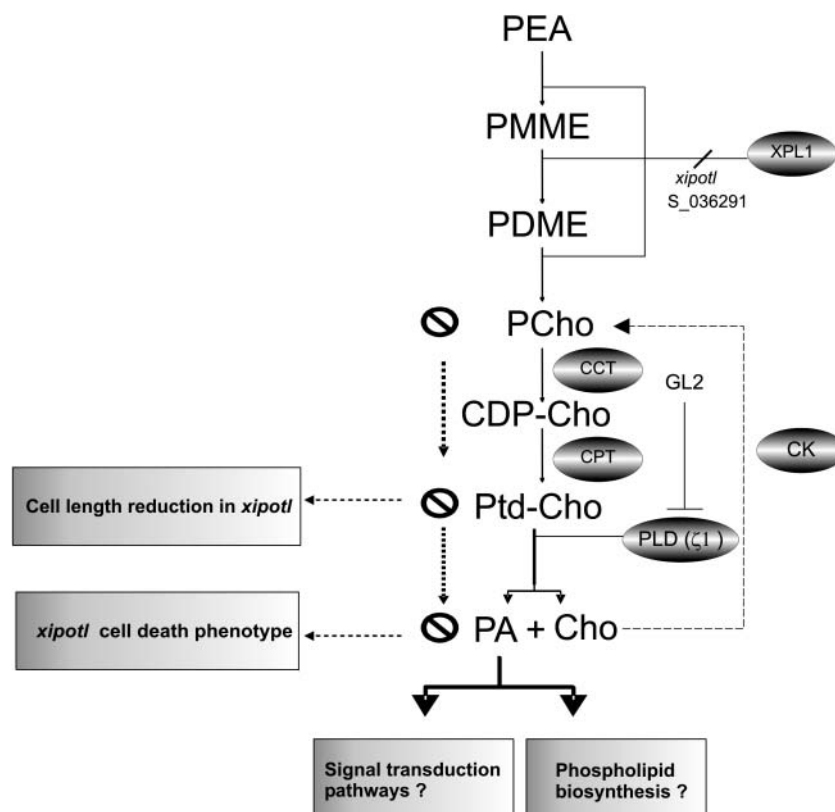 PEA
PMME
XPL1
xipotl
S_036291
PDME
PCho
CCT
GL2
CDP-Cho
CPT
CK
Cell length reduction in xipotl
Ptd-Cho
PLD (ζ1 )
xipotl cell death phenotype
PA + Cho
Signal transduction
pathways ?
Phospholipid
biosynthesis ?